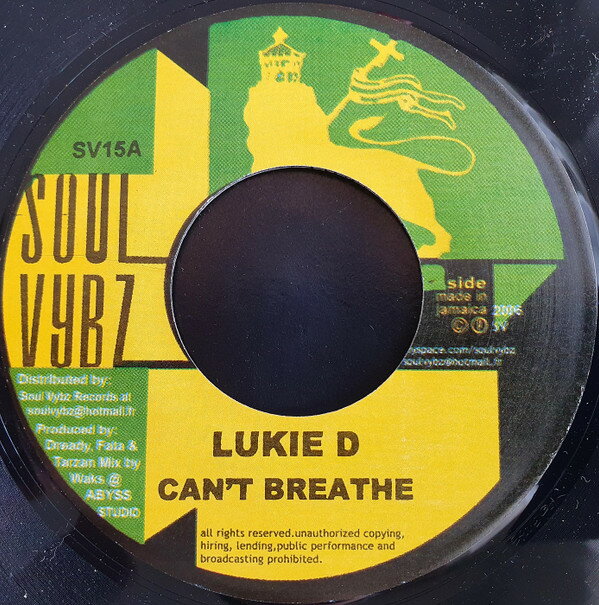 SV15A
SOUL
VYBZ
side
made in
jamaica 2006
© ℗ SV
yspace.com/soulvybz
soulvybz@hotmail.fr
Distributed by:
Soul Vybz Records at
soulvybz@hotmail.fr
Produced by:
Dready, Fata &
Tarzan Mix by
Waks @
ABYSS
STUDIO
LUKIE D
CAN'T BREATHE
all rights reserved.unauthorized copying,
hiring, lending,public performance and
broadcasting prohibited.